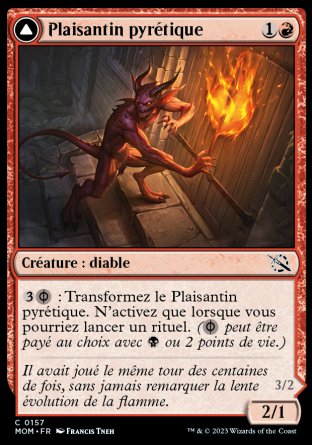 Plaisantin pyrétique 1
Créature : diable
3 : Transformez le Plaisantin
pyrétique. N'activez que lorsque vous
pourriez lancer un rituel. ( peut être
payé au choix avec ou 2 points de vie.)
Il avait joué le même tour des centaines
de fois, sans jamais remarquer la lente
évolution de la flamme.
3/2
2/1
C 0157
MOM • FR Francis Tneh
™ & © 2023 Wizards of the Coast